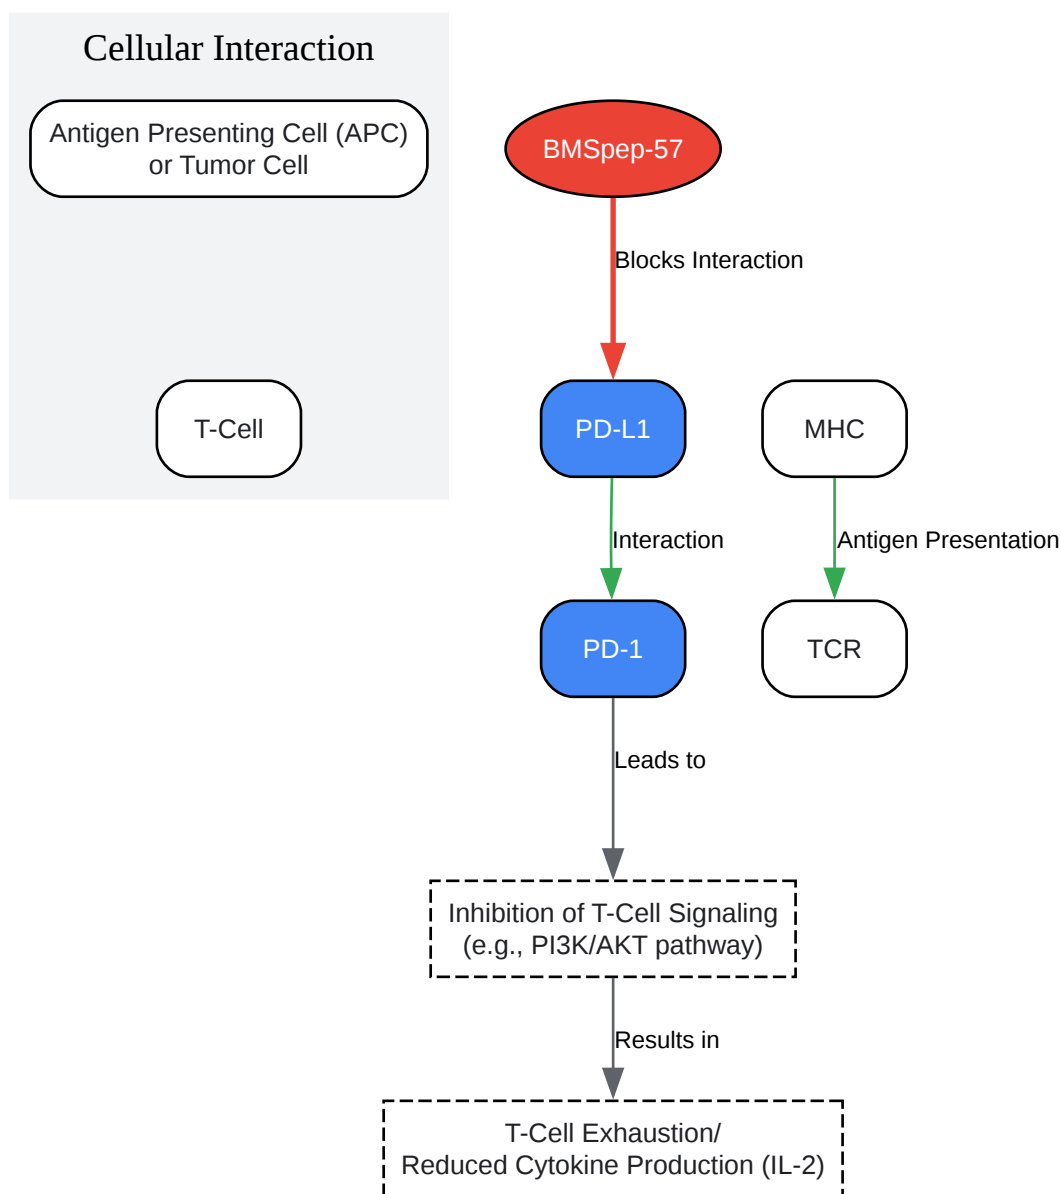 Cellular Interaction
Antigen Presenting Cell (APC)
or Tumor Cell
BMSpep-57
Blocks Interaction
T-Cell
PD-L1
MHC
Interaction
Antigen Presentation
PD-1
TCR
Leads to
Inhibition of T-Cell Signaling
(e.g., PI3K/AKT pathway)
Results in
T-Cell Exhaustion/
Reduced Cytokine Production (IL-2)